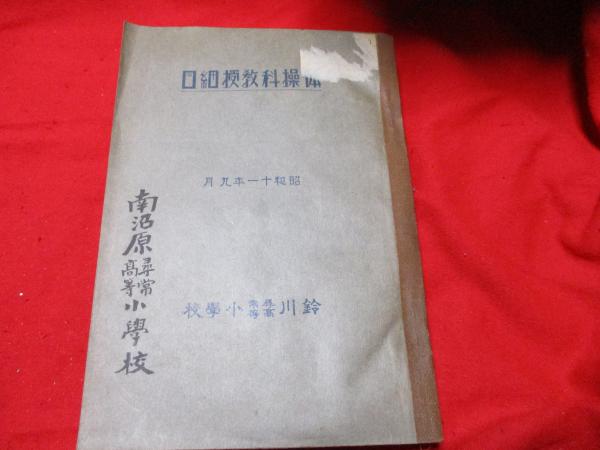 体操科教授細目
昭和十一年九月
鈴川尋常高等小學校
南沼原尋常高等小學校